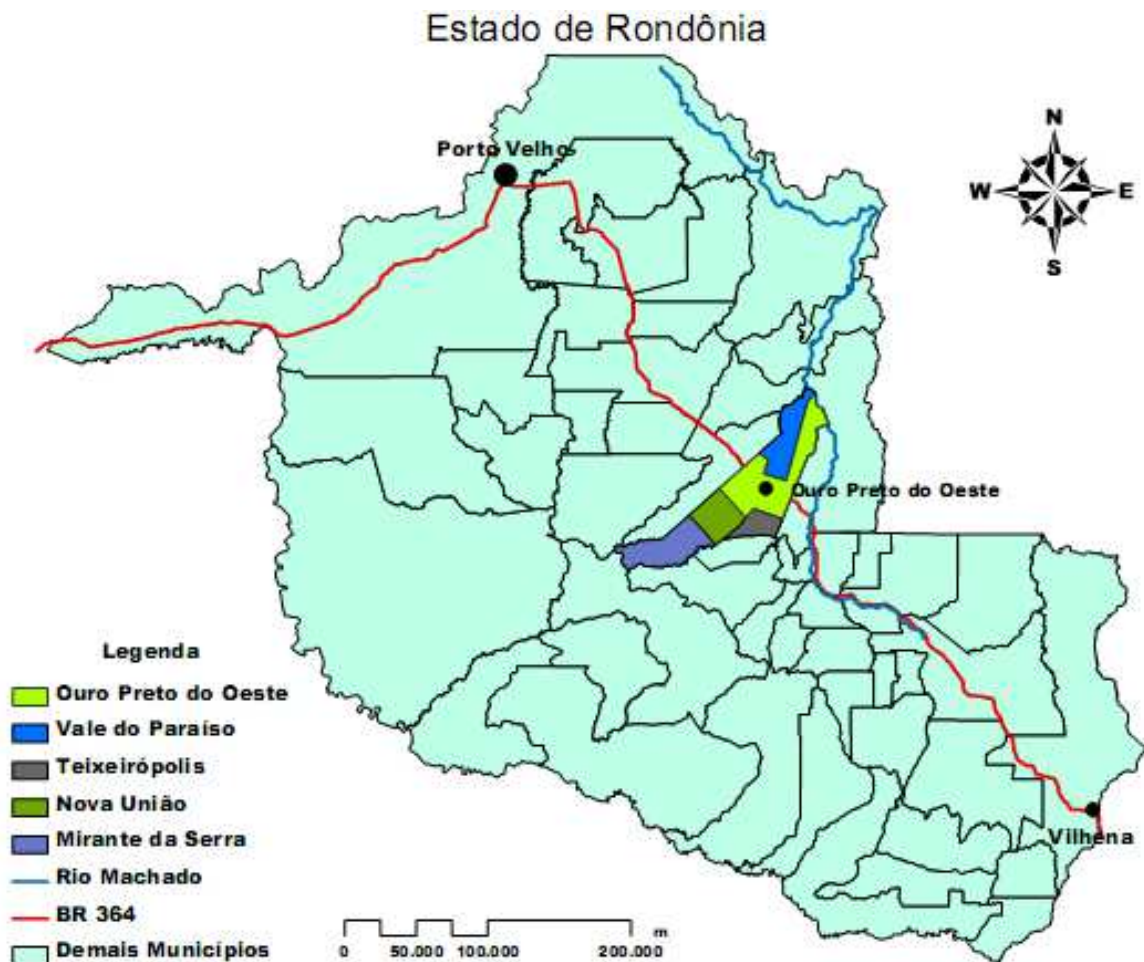 Estado de Rondônia
N
W
E
S
Porto Velho
Ouro Preto do Oeste
Vilhena
Legenda
Ouro Preto do Oeste
Vale do Paraíso
Teixeirópolis
Nova União
Mirante da Serra
Rio Machado
BR 364
Demais Municípios
m
0 50.000 100.000 200.000